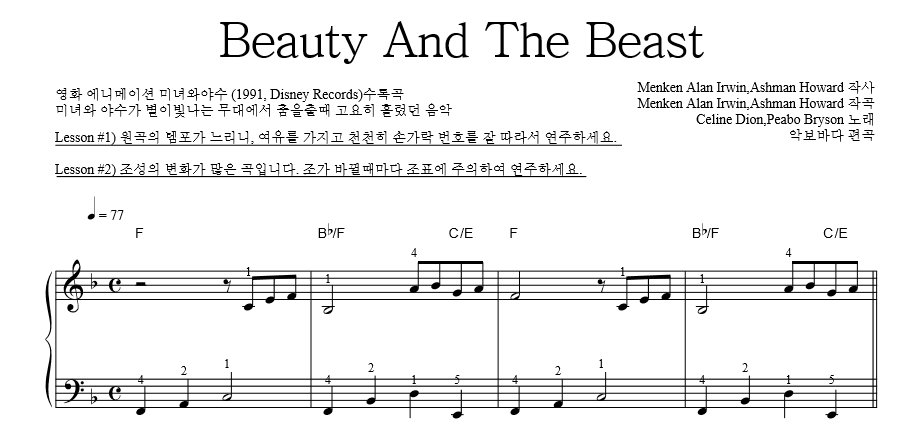 Beauty And The Beast
영화 에니메이션 미녀와야수 (1991, Disney Records)수록곡
미녀와 야수가 별이빛나는 무대에서 춤을출때 고요히 흘렀던 음악
Menken Alan Irwin,Ashman Howard 작사
Menken Alan Irwin,Ashman Howard 작곡
Celine Dion,Peabo Bryson 노래
악보바다 편곡
Lesson #1) 원곡의 템포가 느리니, 여유를 가지고 천천히 손가락 번호를 잘 따라서 연주하세요.
Lesson #2) 조성의 변화가 많은 곡입니다. 조가 바뀔때마다 조표에 주의하여 연주하세요.
♩ = 77
F B♭/F C/E F B♭/F C/E
1 1 4 1 1 4
4 2 1 4 2 1 5 4 2 1 4 2 1 5